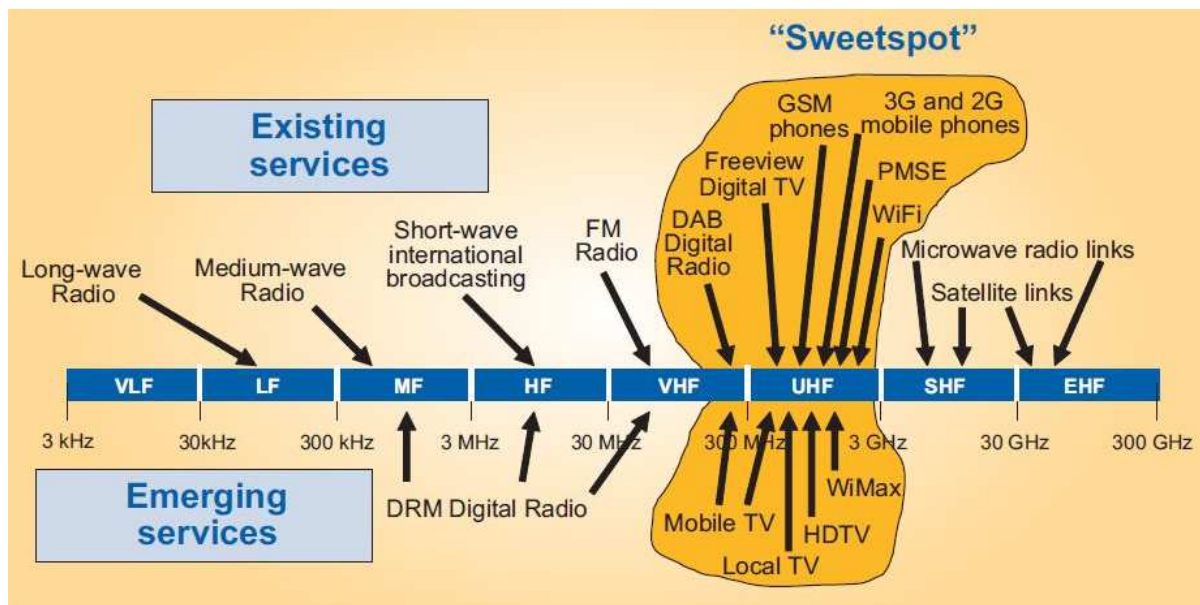 “Sweetspot”
Existing
services
GSM
phones
3G and 2G
mobile phones
Freeview
Digital TV
PMSE
WiFi
DAB
Digital
Radio
FM
Radio
Short-wave
international
broadcasting
Medium-wave
Radio
Long-wave
Radio
Microwave radio links
Satellite links
VLF
LF
MF
HF
VHF
UHF
SHF
EHF
3 kHz
30kHz
300 kHz
3 MHz
30 MHz
300 MHz
3 GHz
30 GHz
300 GHz
Emerging
services
DRM Digital Radio
Mobile TV
Local TV
HDTV
WiMax